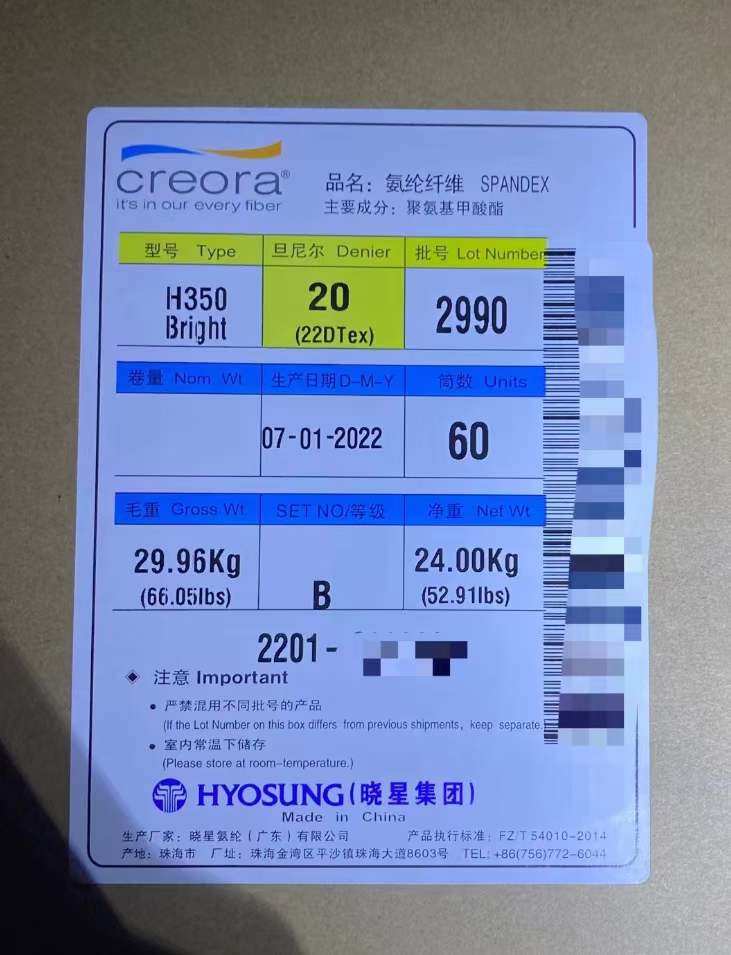 creora®
it's in our every fiber
品名：氨纶纤维 SPANDEX
主要成分：聚氨基甲酸酯
型号 Type 旦尼尔 Denier 批号 Lot Number
H350 Bright 20 (22DTex) 2990
卷量 Nom Wt 生产日期D-M-Y 筒数 Units
07-01-2022 60
毛重 Gross Wt SET NO/等级 净重 Net Wt
29.96Kg (66.05lbs) B 24.00Kg (52.91lbs)
2201-
◆ 注意 Important
• 严禁混用不同批号的产品
(If the Lot Number on this box differs from previous shipments, keep separate.
• 室内常温下储存
(Please store at room-temperature.)
HYOSUNG(晓星集团)
Made in China
生产厂家：晓星氨纶（广东）有限公司 产品执行标准：FZ/T 54010-2014
产地：珠海市 厂址：珠海金湾区平沙镇珠海大道8603号 TEL:+86(756)772-6044